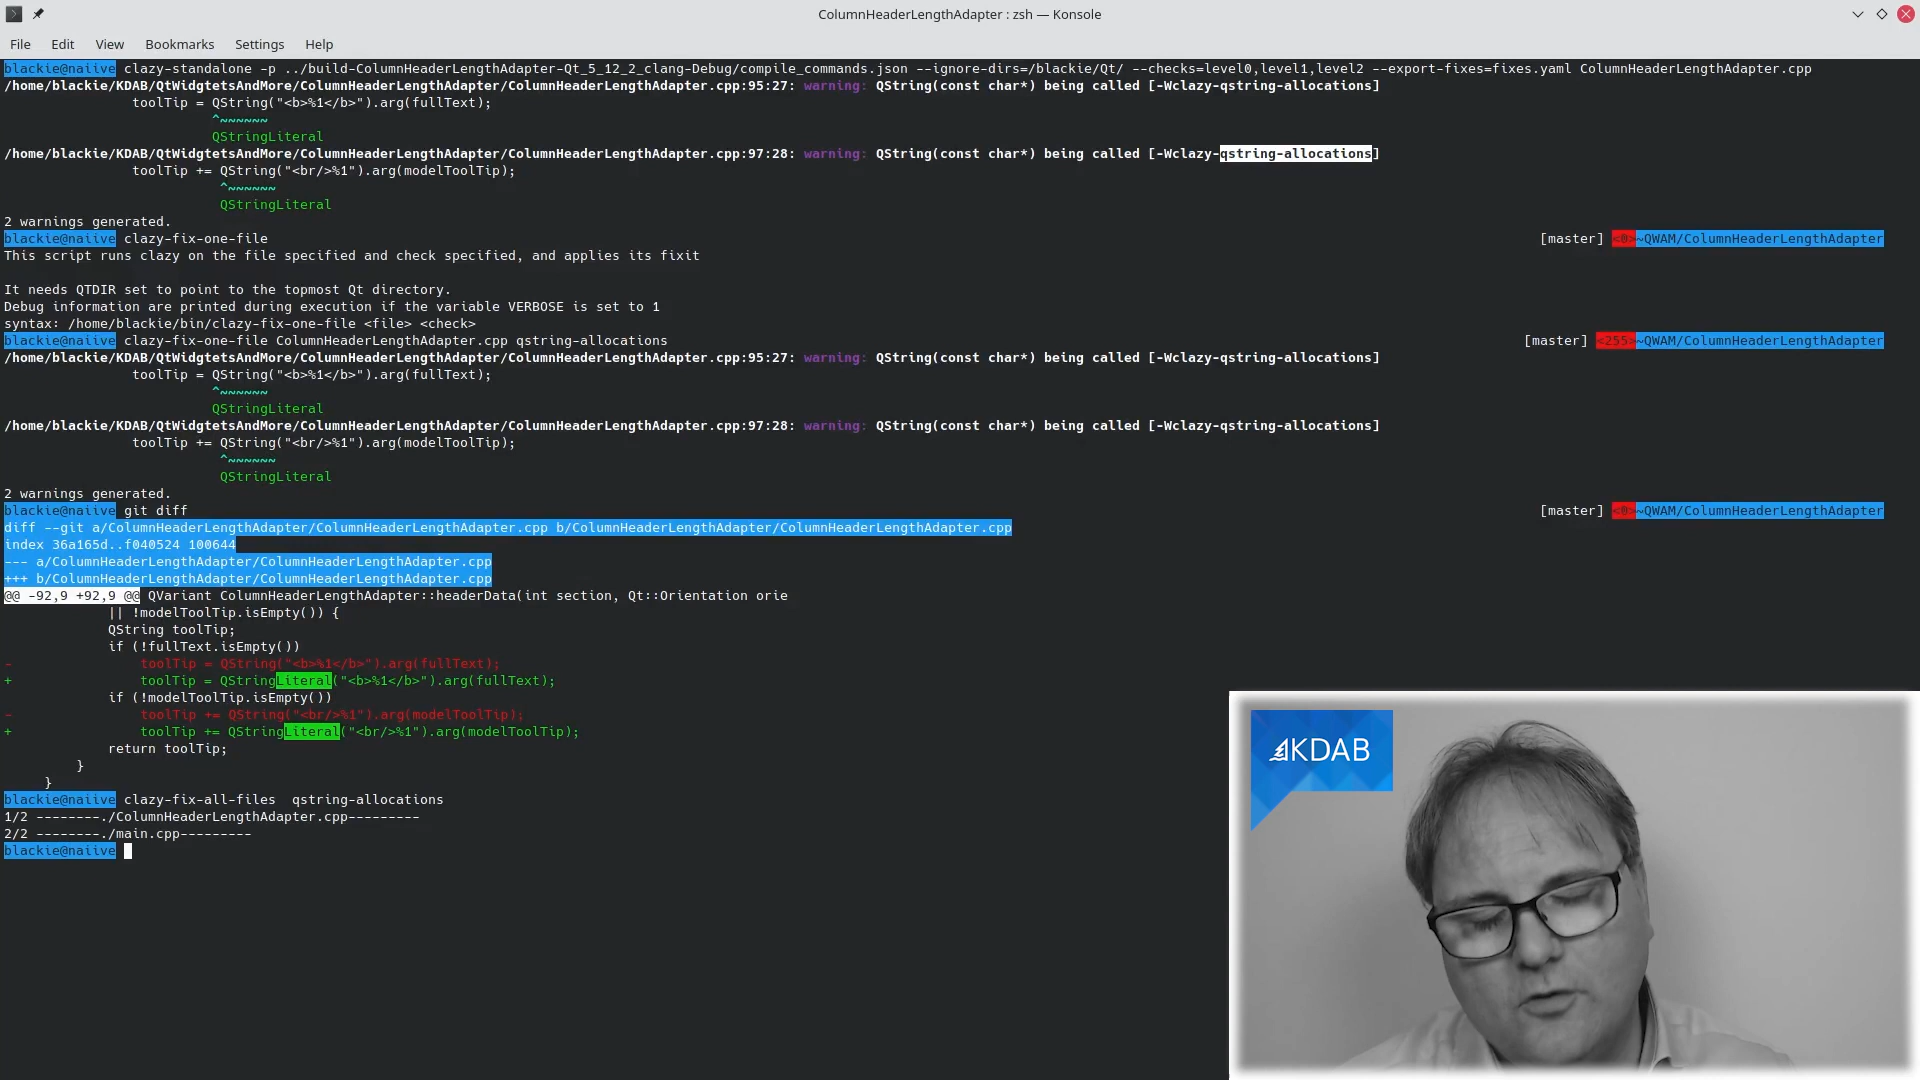 ColumnHeaderLengthAdapter : zsh — Konsole
File Edit View Bookmarks Settings Help
blackie@naiive clazy-standalone -p ../build-ColumnHeaderLengthAdapter-Qt_5_12_2_clang-Debug/compile_commands.json --ignore-dirs=/blackie/Qt/ --checks=level0,level1,level2 --export-fixes=fixes.yaml ColumnHeaderLengthAdapter.cpp
/home/blackie/KDAB/QtWidgtetsAndMore/ColumnHeaderLengthAdapter/ColumnHeaderLengthAdapter.cpp:95:27: warning: QString(const char*) being called [-Wclazy-qstring-allocations]
toolTip = QString("<b>%1</b>").arg(fullText);
^~~~~~~
QStringLiteral
/home/blackie/KDAB/QtWidgtetsAndMore/ColumnHeaderLengthAdapter/ColumnHeaderLengthAdapter.cpp:97:28: warning: QString(const char*) being called [-Wclazy-qstring-allocations]
toolTip += QString("<br/>%1").arg(modelToolTip);
^~~~~~~
QStringLiteral
2 warnings generated.
blackie@naiive clazy-fix-one-file [master] <0>~QWAM/ColumnHeaderLengthAdapter
This script runs clazy on the file specified and check specified, and applies its fixit
It needs QTDIR set to point to the topmost Qt directory.
Debug information are printed during execution if the variable VERBOSE is set to 1
syntax: /home/blackie/bin/clazy-fix-one-file <file> <check>
blackie@naiive clazy-fix-one-file ColumnHeaderLengthAdapter.cpp qstring-allocations [master] <255>~QWAM/ColumnHeaderLengthAdapter
/home/blackie/KDAB/QtWidgtetsAndMore/ColumnHeaderLengthAdapter/ColumnHeaderLengthAdapter.cpp:95:27: warning: QString(const char*) being called [-Wclazy-qstring-allocations]
toolTip = QString("<b>%1</b>").arg(fullText);
^~~~~~~
QStringLiteral
/home/blackie/KDAB/QtWidgtetsAndMore/ColumnHeaderLengthAdapter/ColumnHeaderLengthAdapter.cpp:97:28: warning: QString(const char*) being called [-Wclazy-qstring-allocations]
toolTip += QString("<br/>%1").arg(modelToolTip);
^~~~~~~
QStringLiteral
2 warnings generated.
blackie@naiive git diff [master] <0>~QWAM/ColumnHeaderLengthAdapter
diff --git a/ColumnHeaderLengthAdapter/ColumnHeaderLengthAdapter.cpp b/ColumnHeaderLengthAdapter/ColumnHeaderLengthAdapter.cpp
index 36a165d..f040524 100644
--- a/ColumnHeaderLengthAdapter/ColumnHeaderLengthAdapter.cpp
+++ b/ColumnHeaderLengthAdapter/ColumnHeaderLengthAdapter.cpp
@@ -92,9 +92,9 @@ QVariant ColumnHeaderLengthAdapter::headerData(int section, Qt::Orientation orie
|| !modelToolTip.isEmpty()) {
QString toolTip;
if (!fullText.isEmpty())
- toolTip = QString("<b>%1</b>").arg(fullText);
+ toolTip = QStringLiteral("<b>%1</b>").arg(fullText);
if (!modelToolTip.isEmpty())
- toolTip += QString("<br/>%1").arg(modelToolTip);
+ toolTip += QStringLiteral("<br/>%1").arg(modelToolTip);
return toolTip;
}
}
blackie@naiive clazy-fix-all-files  qstring-allocations
1/2 --------./ColumnHeaderLengthAdapter.cpp---------
2/2 --------./main.cpp---------
blackie@naiive
KDAB